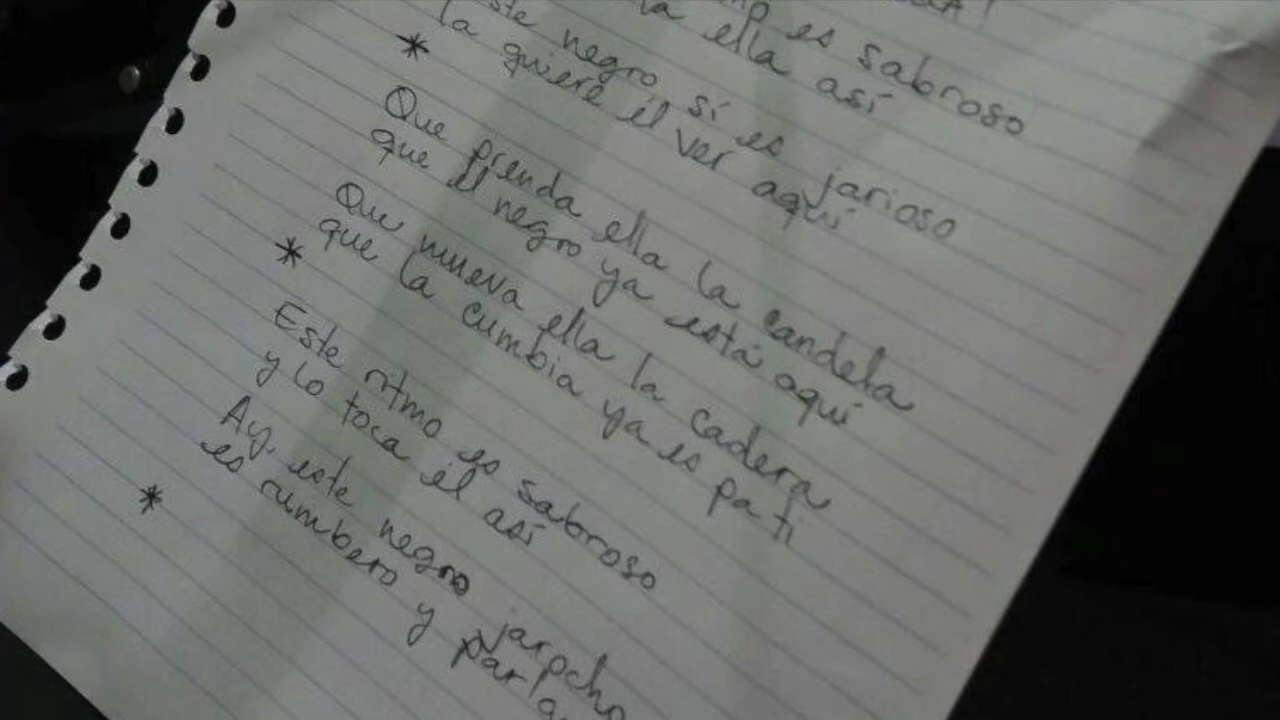 es sabroso
la ella así
negro sí es jarioso
la quiere él ver aquí
*
Que prenda ella la candela
que el negro ya está aquí
Que mueva ella la cadera
que la cumbia ya es pa ti
*
Este ritmo es sabroso
y lo toca él así
Ay, este negro jarocho
es rumbero y
*